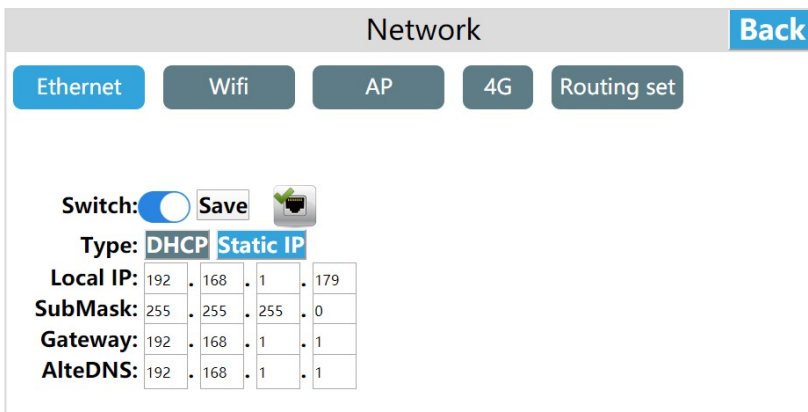 Network Back
Ethernet Wifi AP 4G Routing set
Switch: Save
Type: DHCP Static IP
Local IP: 192 . 168 . 1 . 179
SubMask: 255 . 255 . 255 . 0
Gateway: 192 . 168 . 1 . 1
AlteDNS: 192 . 168 . 1 . 1